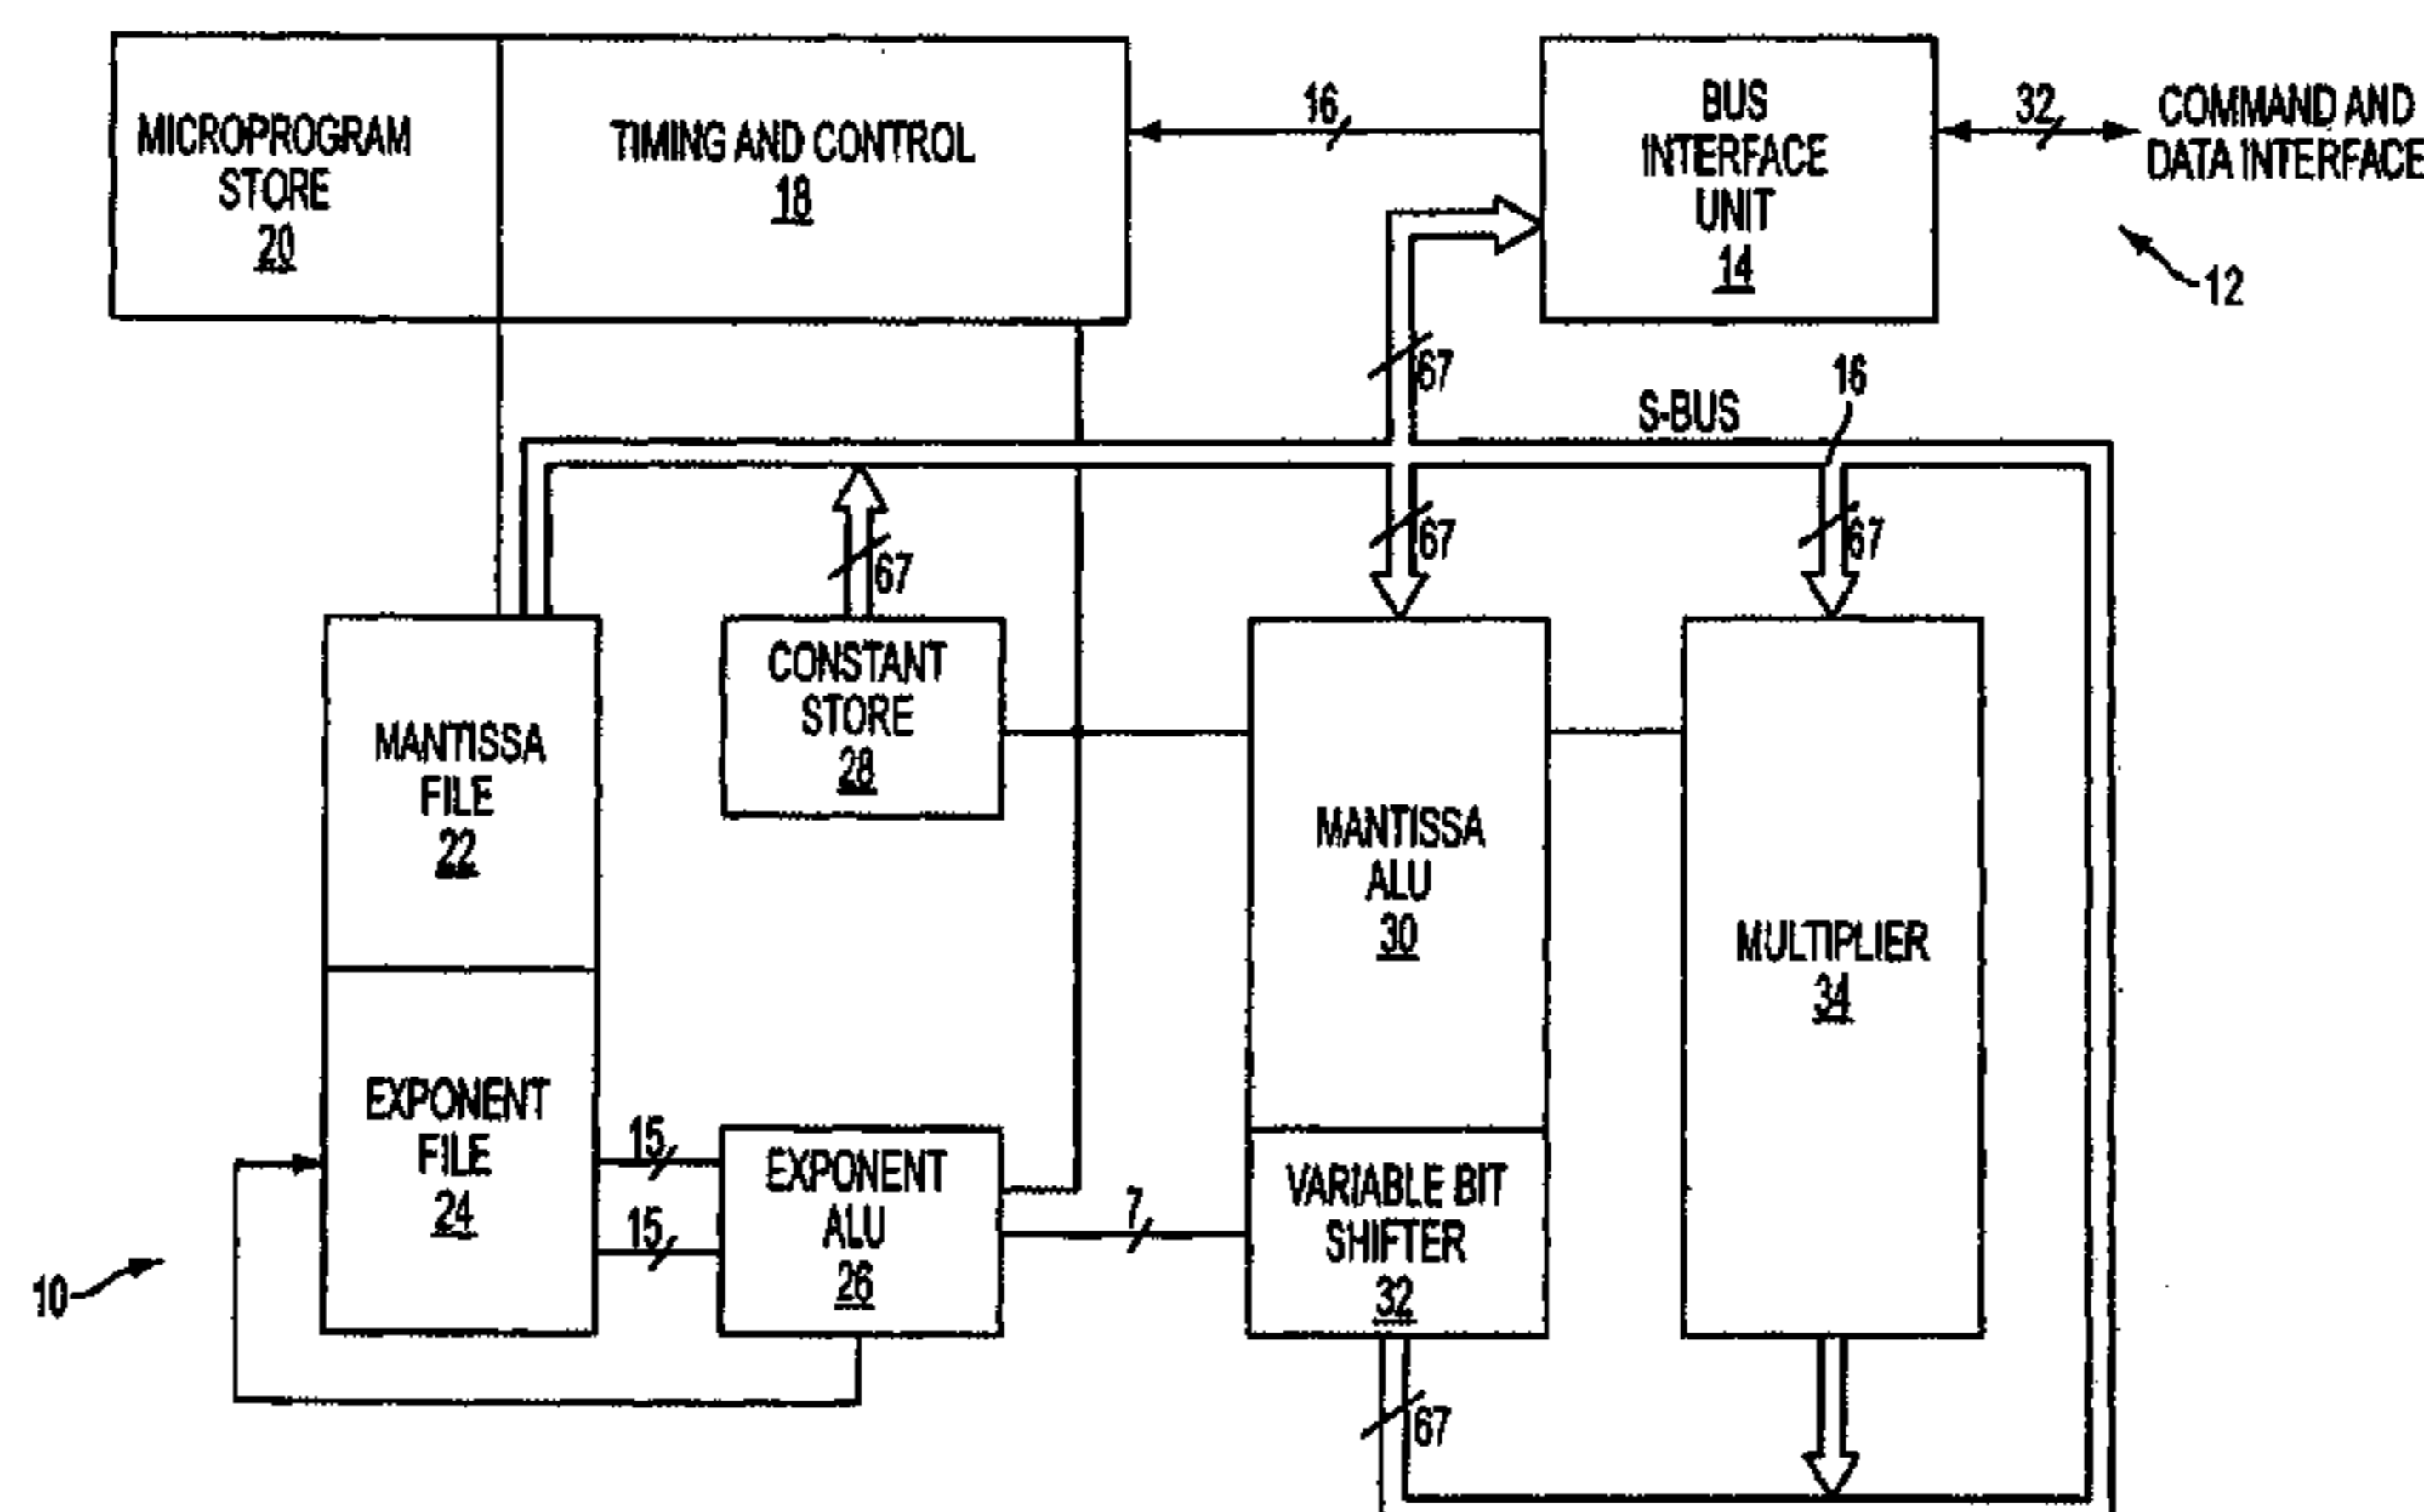 MICROPROGRAM
STORE
20
TIMING AND CONTROL
18
16
BUS
INTERFACE
UNIT
14
32
COMMAND AND
DATA INTERFACE
12
67
S-BUS
16
67
67
67
MANTISSA
FILE
22
CONSTANT
STORE
28
MANTISSA
ALU
30
MULTIPLIER
34
EXPONENT
FILE
24
15
15
EXPONENT
ALU
26
7
VARIABLE BIT
SHIFTER
32
10
67